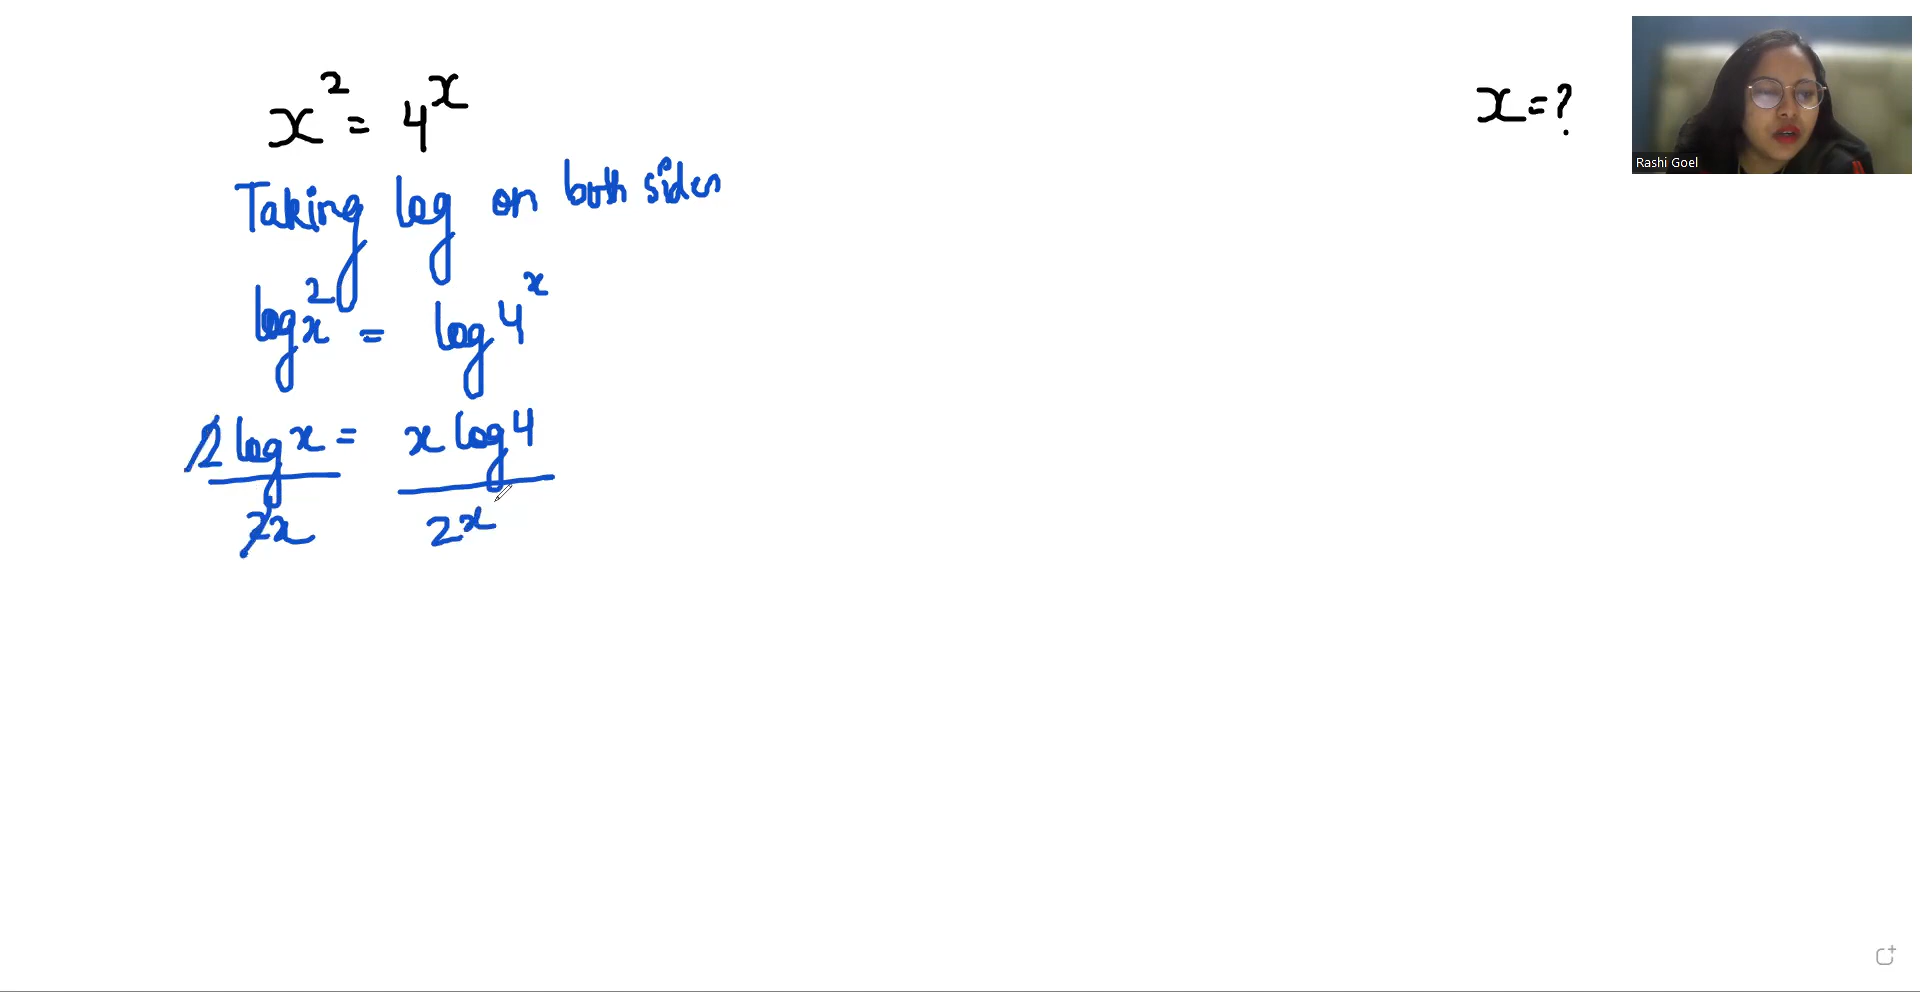 x² = 4ˣ
x = ?
Rashi Goel
Taking log on both sides
log x² = log 4ˣ
2 log x = x log 4
2x 2x